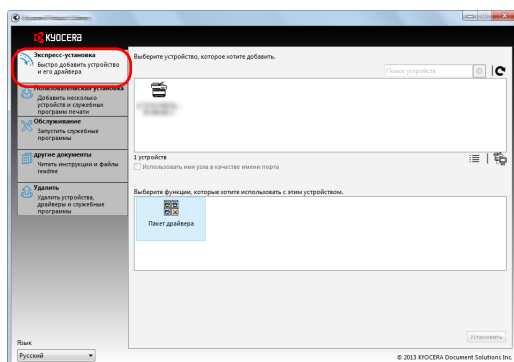 KYOCERA
Экспресс-установка
Быстро добавить устройство
и его драйвера
Пользовательская установка
Добавить несколько
устройств и служебных
программ печати
Обслуживание
Запустить служебные
программы
другие документы
Читать инструкции и файлы
readme
Удалить
Удалить устройства,
драйверы и служебные
программы
Язык
Русский
Выберите устройство, которое хотите добавить.
Поиск устройств
1 устройств
Использовать имя узла в качестве имени порта
Выберите функции, которые хотите использовать с этим устройством.
Пакет драйвера
Установить
© 2013 KYOCERA Document Solutions Inc.